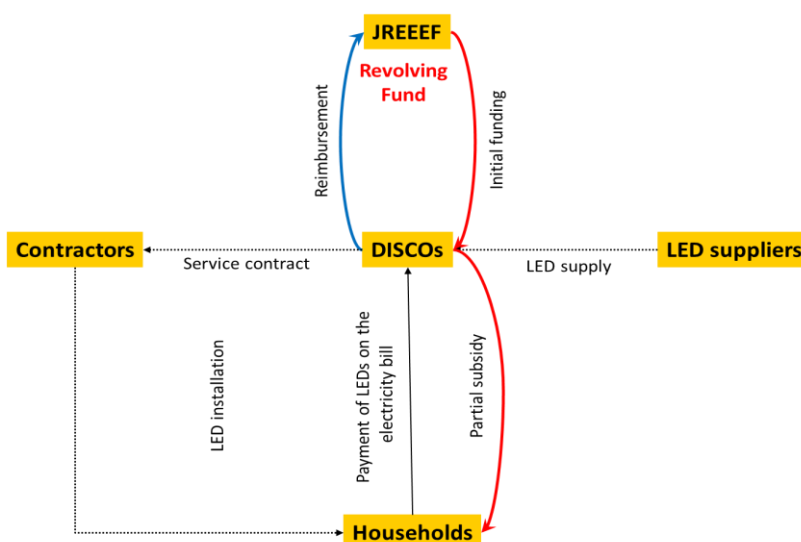 JREEEF
Revolving
Fund
Reimbursement
Initial funding
Contractors
DISCOs
LED suppliers
Service contract
LED supply
LED installation
Payment of LEDs on the
electricity bill
Partial subsidy
Households